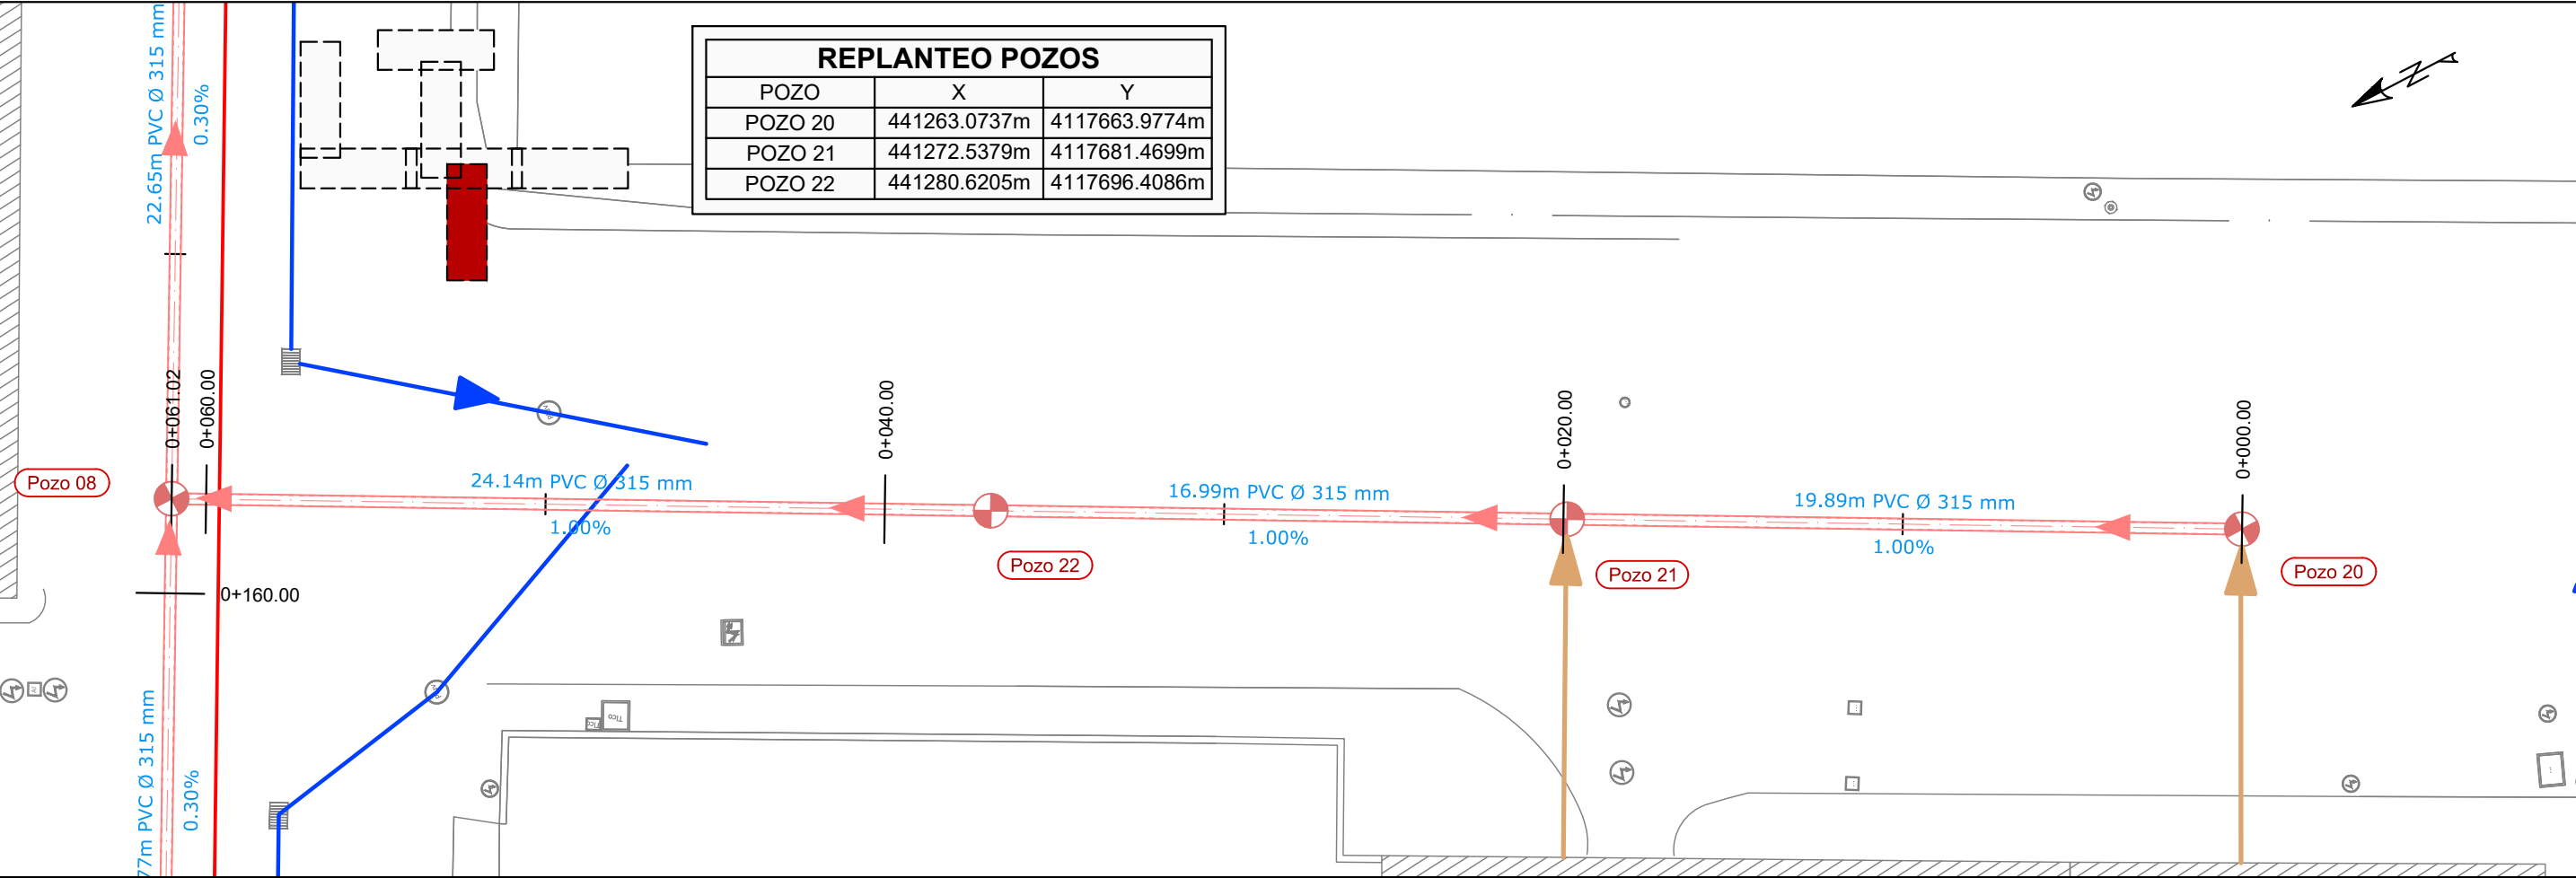 REPLANTEO POZOS
POZO X Y
POZO 20 441263.0737m 4117663.9774m
POZO 21 441272.5379m 4117681.4699m
POZO 22 441280.6205m 4117696.4086m
N
22.65m PVC Ø 315 mm
0.30%
0+061.02
0+060.00
0+040.00
0+020.00
0+000.00
Pozo 08
24.14m PVC Ø 315 mm
1.00%
16.99m PVC Ø 315 mm
1.00%
19.89m PVC Ø 315 mm
1.00%
Pozo 22
Pozo 21
Pozo 20
0+160.00
77m PVC Ø 315 mm
0.30%
Tlco
Tlco